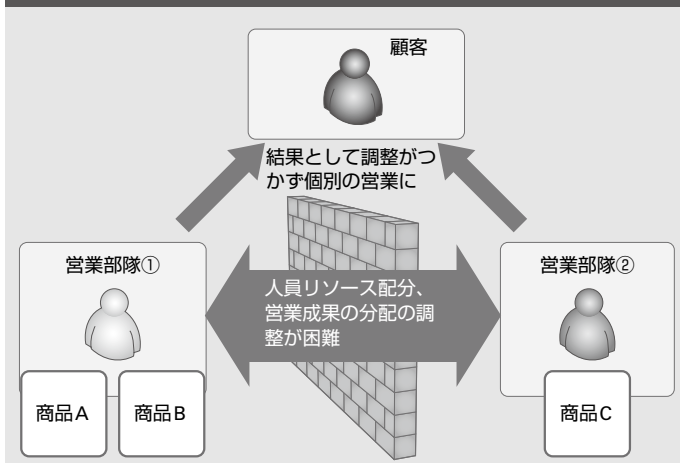 顧客
結果として調整がつ
かず個別の営業に
営業部隊①
営業部隊②
人員リソース配分、
営業成果の分配の調
整が困難
商品A
商品B
商品C